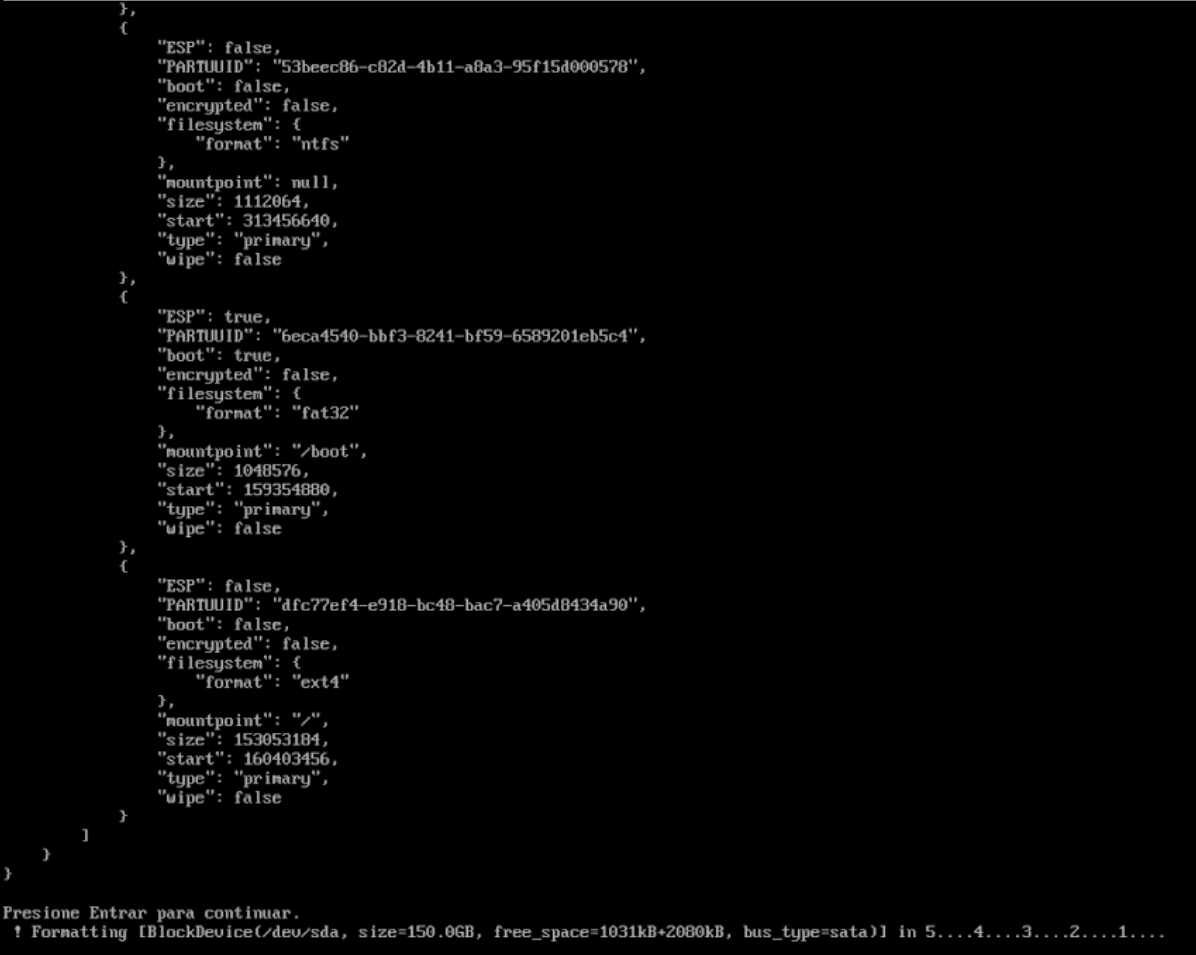 },
{
"ESP": false,
"PARTUUID": "53beec86-c82d-4b11-a8a3-95f15d000578",
"boot": false,
"encrypted": false,
"filesystem": {
"format": "ntfs"
},
"mountpoint": null,
"size": 1112064,
"start": 313456640,
"type": "primary",
"wipe": false
},
{
"ESP": true,
"PARTUUID": "6eca4540-bbf3-8241-bf59-6589201eb5c4",
"boot": true,
"encrypted": false,
"filesystem": {
"format": "fat32"
},
"mountpoint": "/boot",
"size": 1048576,
"start": 159354880,
"type": "primary",
"wipe": false
},
{
"ESP": false,
"PARTUUID": "dfc77ef4-e918-bc48-bac7-a405d8434a90",
"boot": false,
"encrypted": false,
"filesystem": {
"format": "ext4"
},
"mountpoint": "/",
"size": 153053184,
"start": 160403456,
"type": "primary",
"wipe": false
}
]
}
}
Presione Entrar para continuar.
! Formatting [BlockDevice(/dev/sda, size=150.0GB, free_space=1031kB+2080kB, bus_type=sata)] in 5....4....3....2....1....